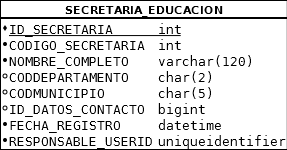 SECRETARIA_EDUCACION
ID_SECRETARIA int
CODIGO_SECRETARIA int
NOMBRE_COMPLETO varchar(120)
CODDEPARTAMENTO char(2)
CODMUNICIPIO char(5)
ID_DATOS_CONTACTO bigint
FECHA_REGISTRO datetime
RESPONSABLE_USERID uniqueidentifier